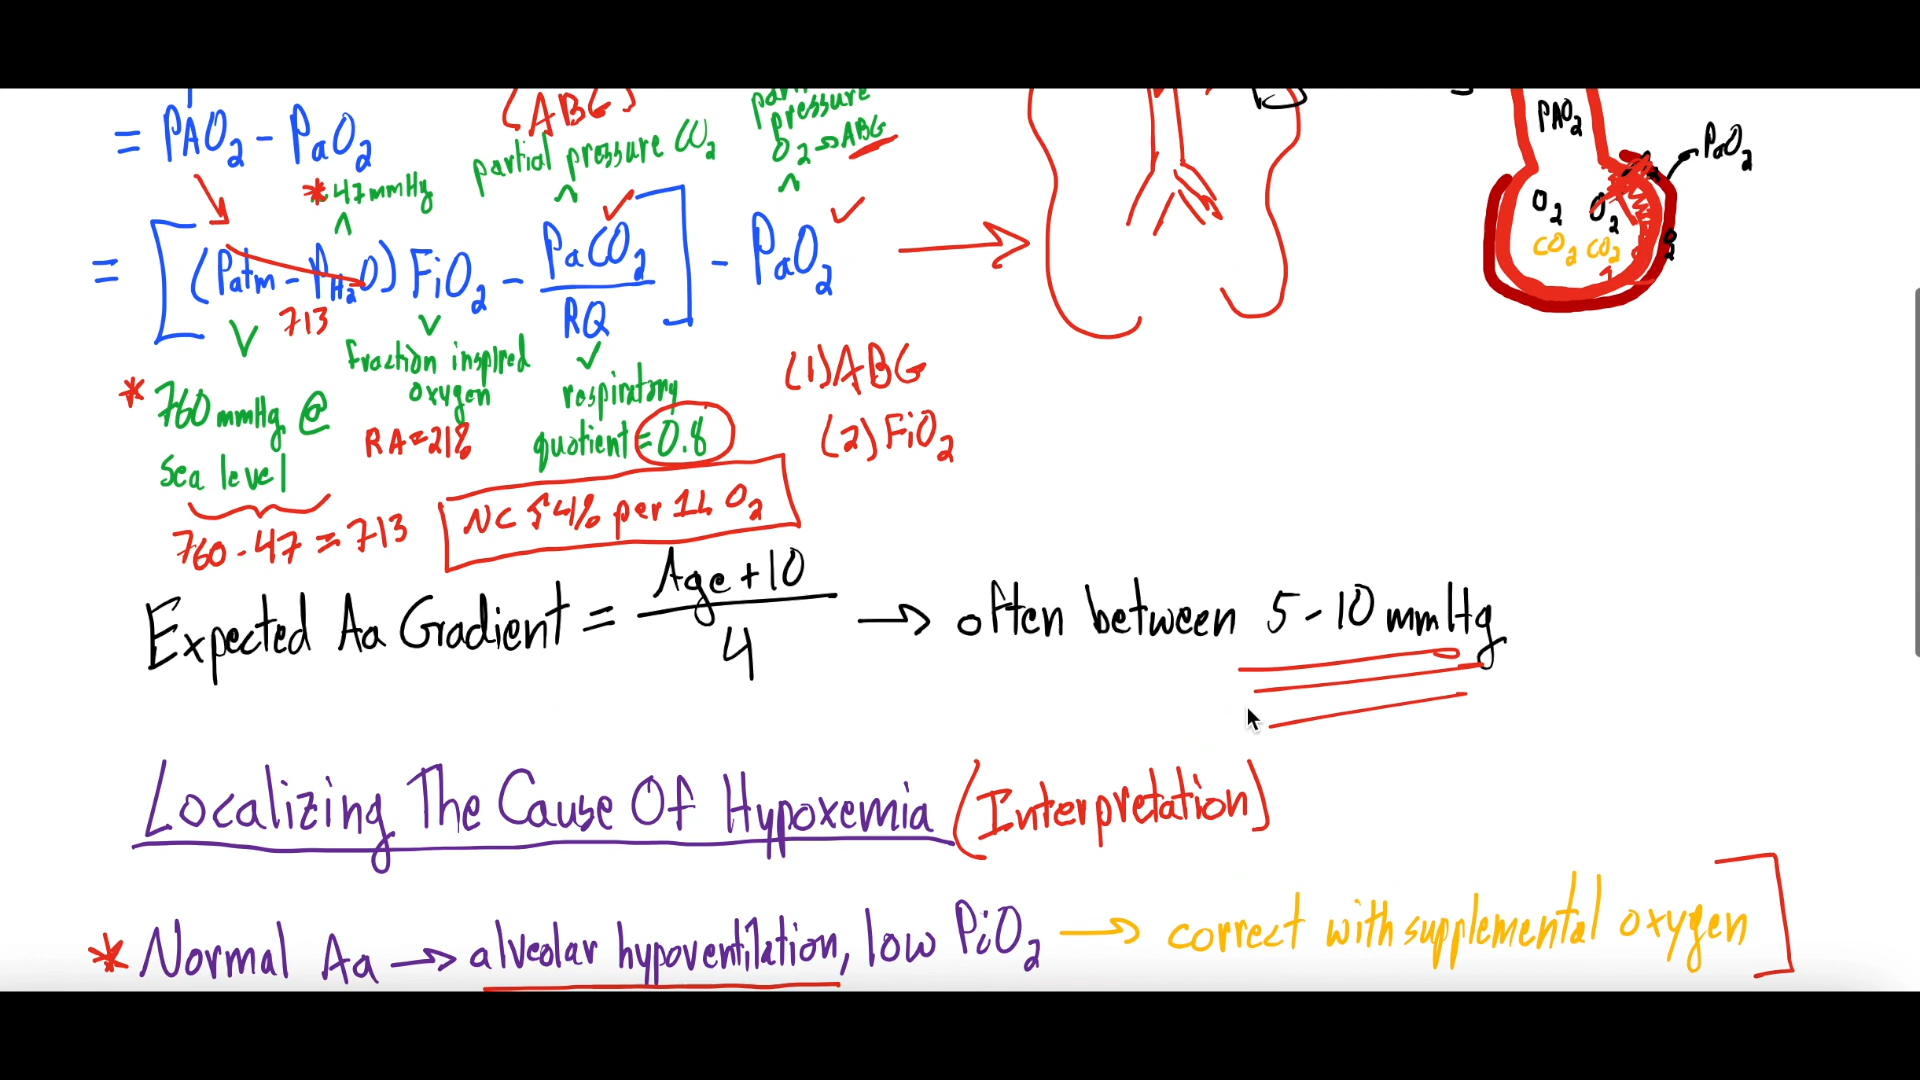 (ABG)
= PAO2 - PaO2
partial pressure CO2
pressure
O2 → ABG
* 47 mmHg
= [(Patm - PH2O) FiO2 - PaCO2 / RQ] - PaO2
713
* 760 mmHg @
sea level
fraction inspired
oxygen
RA = 21%
respiratory
quotient = 0.8
(1) ABG
(2) FiO2
760 - 47 = 713
NC ↑ 4% per 1L O2
Expected Aa Gradient = Age + 10 / 4 → often between 5 - 10 mmHg
Localizing The Cause Of Hypoxemia (Interpretation)
* Normal Aa → alveolar hypoventilation, low PiO2 → correct with supplemental oxygen
PAO2
PaO2
O2 O2
CO2 CO2
O2